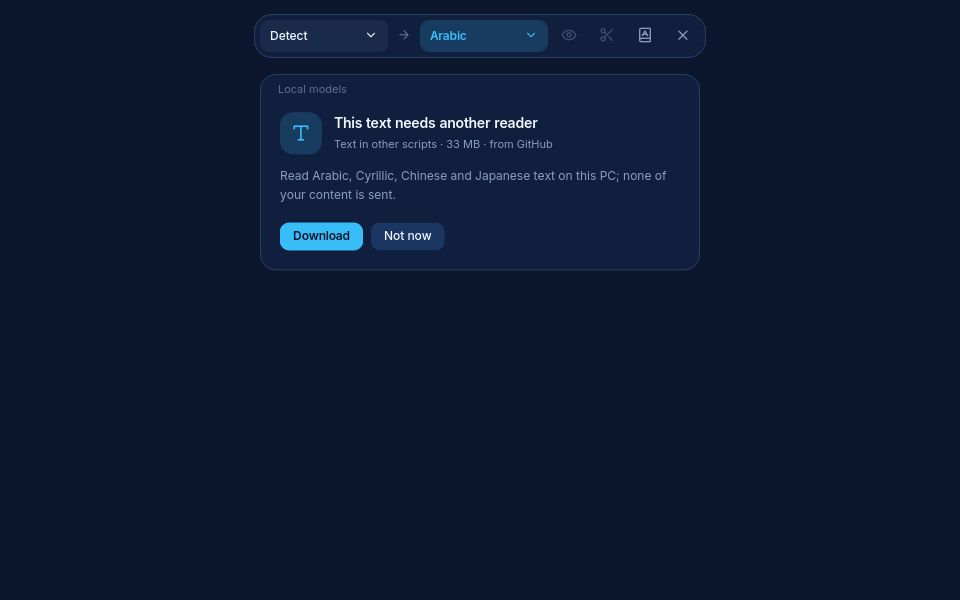 Detect
Arabic
Local models
This text needs another reader
Text in other scripts · 33 MB · from GitHub
Read Arabic, Cyrillic, Chinese and Japanese text on this PC; none of
your content is sent.
Download
Not now